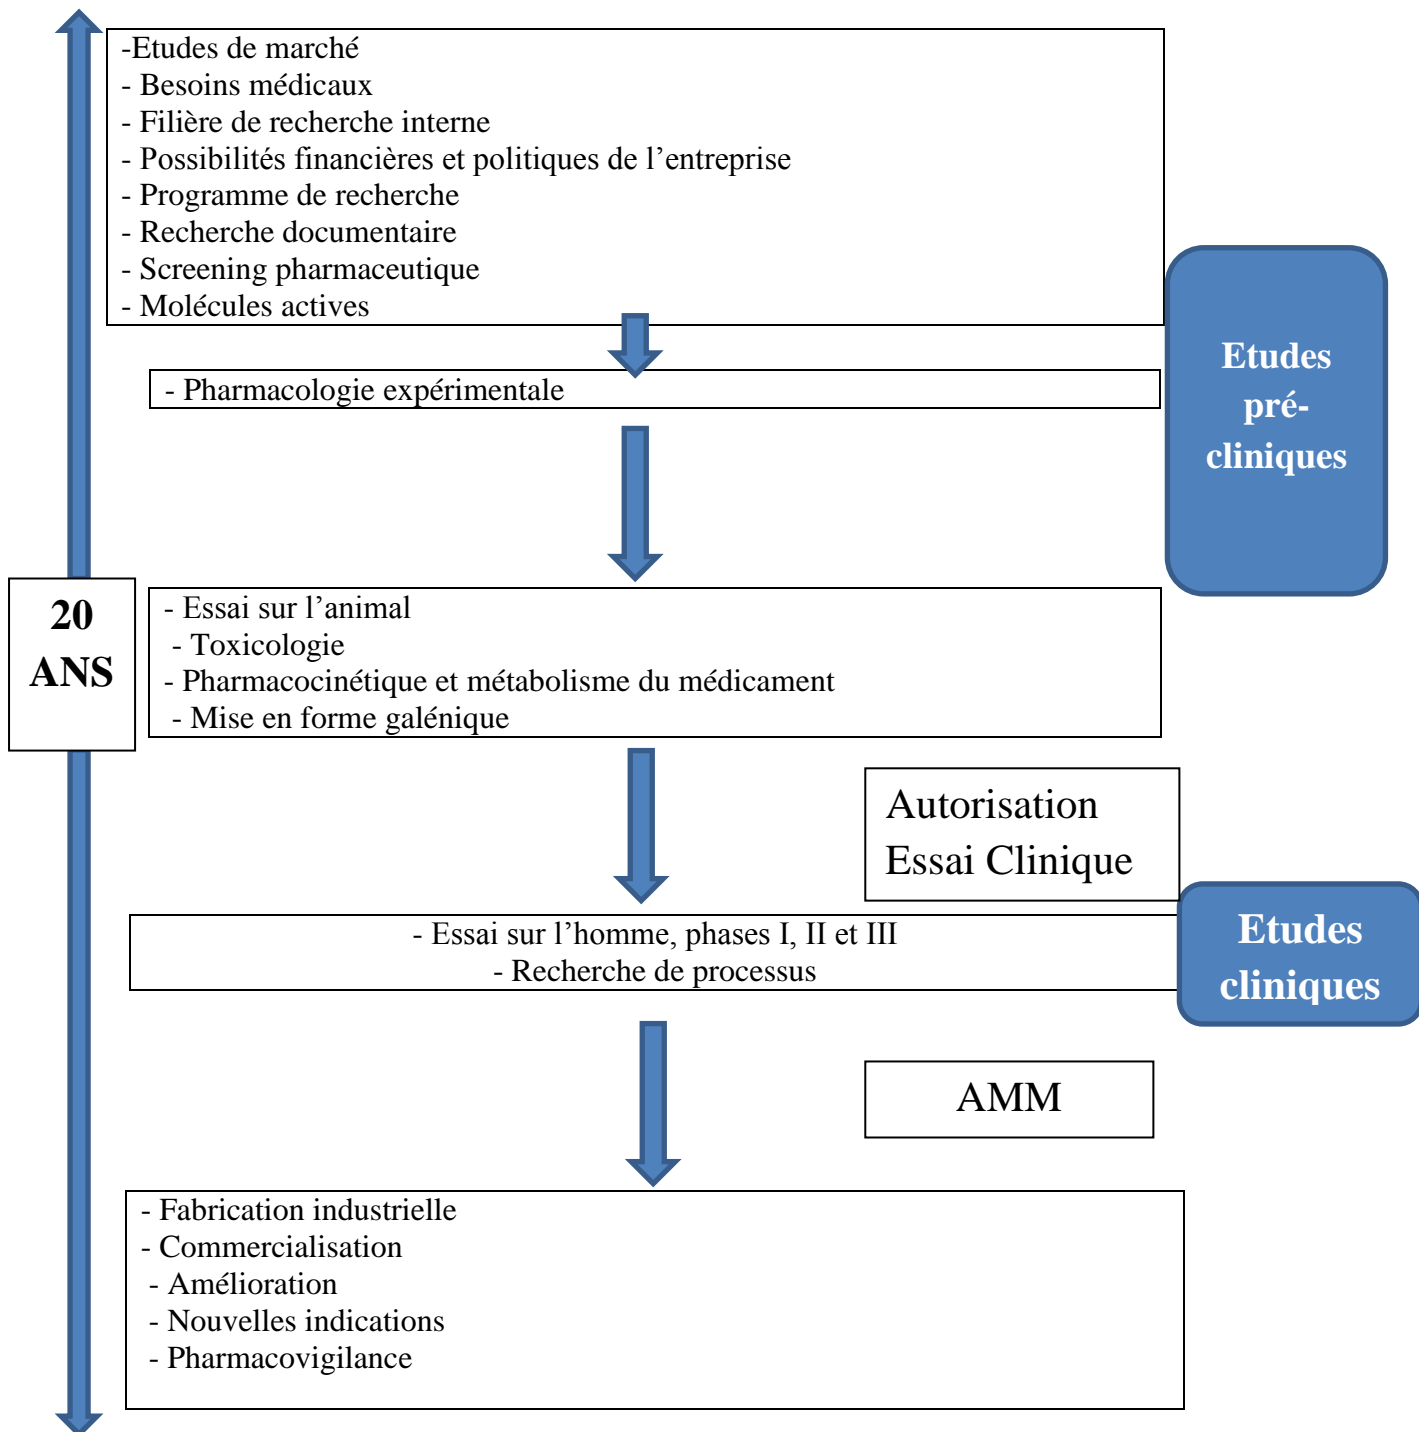 -Etudes de marché
- Besoins médicaux
- Filière de recherche interne
- Possibilités financières et politiques de l’entreprise
- Programme de recherche
- Recherche documentaire
- Screening pharmaceutique
- Molécules actives
- Pharmacologie expérimentale
Etudes
pré-
cliniques
20
ANS
- Essai sur l’animal
- Toxicologie
- Pharmacocinétique et métabolisme du médicament
- Mise en forme galénique
Autorisation
Essai Clinique
- Essai sur l’homme, phases I, II et III
- Recherche de processus
Etudes
cliniques
AMM
- Fabrication industrielle
- Commercialisation
- Amélioration
- Nouvelles indications
- Pharmacovigilance